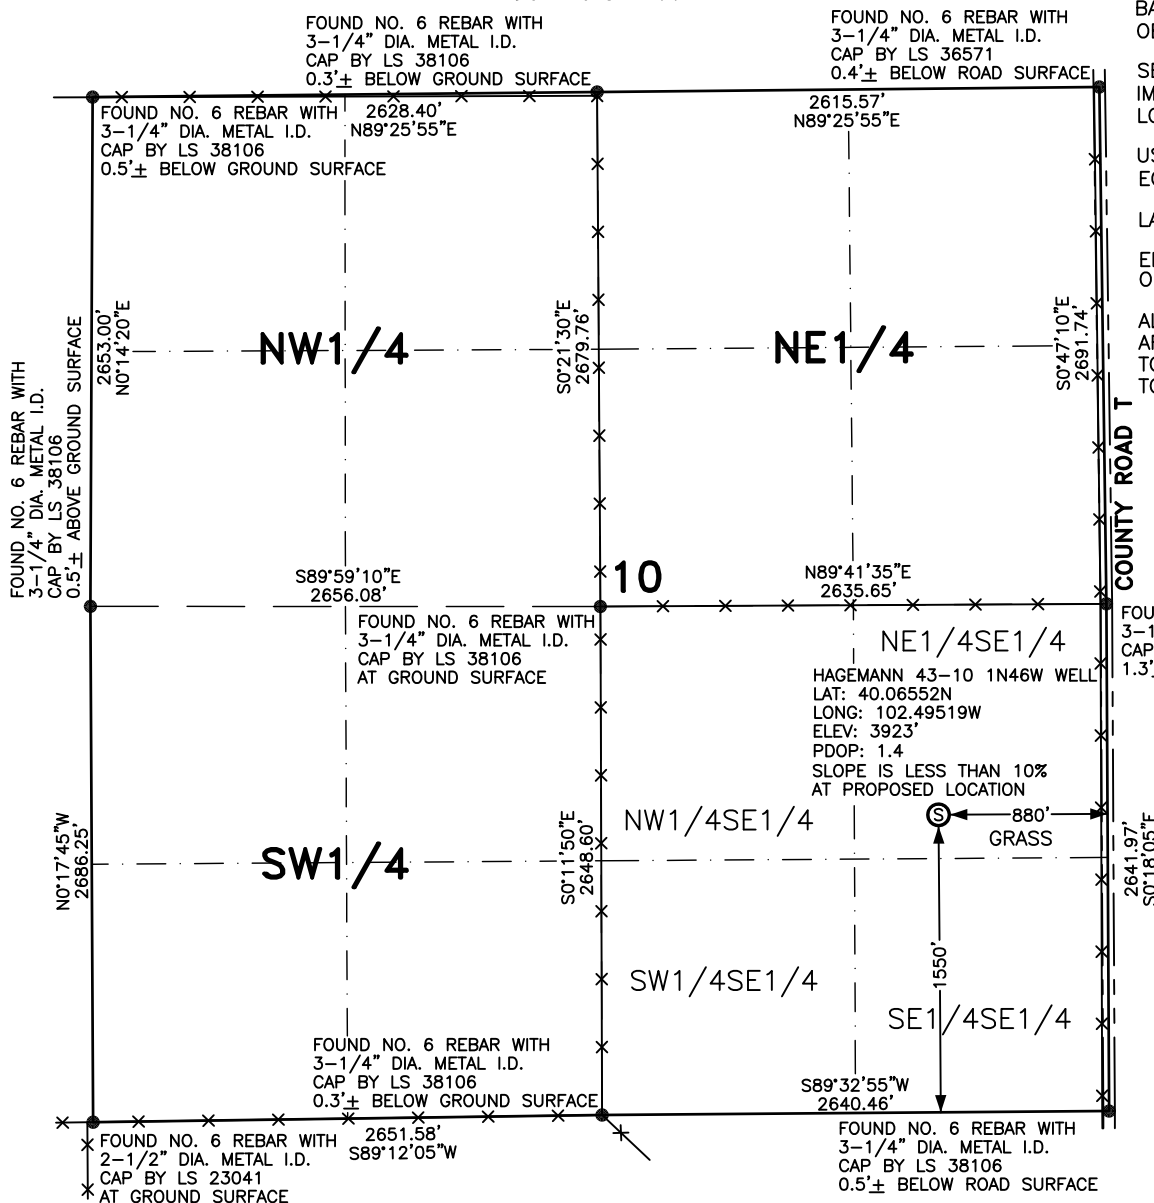 FOUND NO. 6 REBAR WITH
3-1/4" DIA. METAL I.D.
CAP BY LS 38106
0.3'± BELOW GROUND SURFACE
FOUND NO. 6 REBAR WITH
3-1/4" DIA. METAL I.D.
CAP BY LS 36571
0.4'± BELOW ROAD SURFACE
FOUND NO. 6 REBAR WITH
3-1/4" DIA. METAL I.D.
CAP BY LS 38106
0.5'± BELOW GROUND SURFACE
2628.40'
N89°25'55"E
2615.57'
N89°25'55"E
FOUND NO. 6 REBAR WITH
3-1/4" DIA. METAL I.D.
CAP BY LS 38106
0.5'± ABOVE GROUND SURFACE
2653.00'
N0°14'20"E
NW1/4
S0°21'30"E
2679.76'
NE1/4
S0°47'10"E
2691.74'
COUNTY ROAD T
S89°59'10"E
2656.08'
10
N89°41'35"E
2635.65'
FOUND NO. 6 REBAR WITH
3-1/4" DIA. METAL I.D.
CAP BY LS 38106
AT GROUND SURFACE
NE1/4SE1/4
CAP
HAGEMANN 43-10 1N46W WELL
LAT: 40.06552N
LONG: 102.49519W
ELEV: 3923'
PDOP: 1.4
SLOPE IS LESS THAN 10%
AT PROPOSED LOCATION
S
880'
GRASS
NW1/4SE1/4
N0°17'45"W
2686.25'
SW1/4
S0°11'50"E
2648.60'
2641.97'
S0°18'05"E
1550'
SW1/4SE1/4
SE1/4SE1/4
FOUND NO. 6 REBAR WITH
3-1/4" DIA. METAL I.D.
CAP BY LS 38106
0.3'± BELOW GROUND SURFACE
S89°32'55"W
2640.46'
FOUND NO. 6 REBAR WITH
2-1/2" DIA. METAL I.D.
CAP BY LS 23041
AT GROUND SURFACE
2651.58'
S89°12'05"W
FOUND NO. 6 REBAR WITH
3-1/4" DIA. METAL I.D.
CAP BY LS 38106
0.5'± BELOW ROAD SURFACE